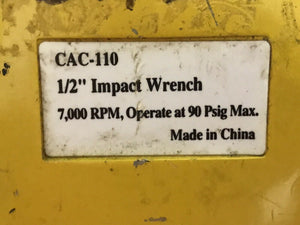 CAC-110
1/2" Impact Wrench
7,000 RPM, Operate at 90 Psig Max.
Made in China